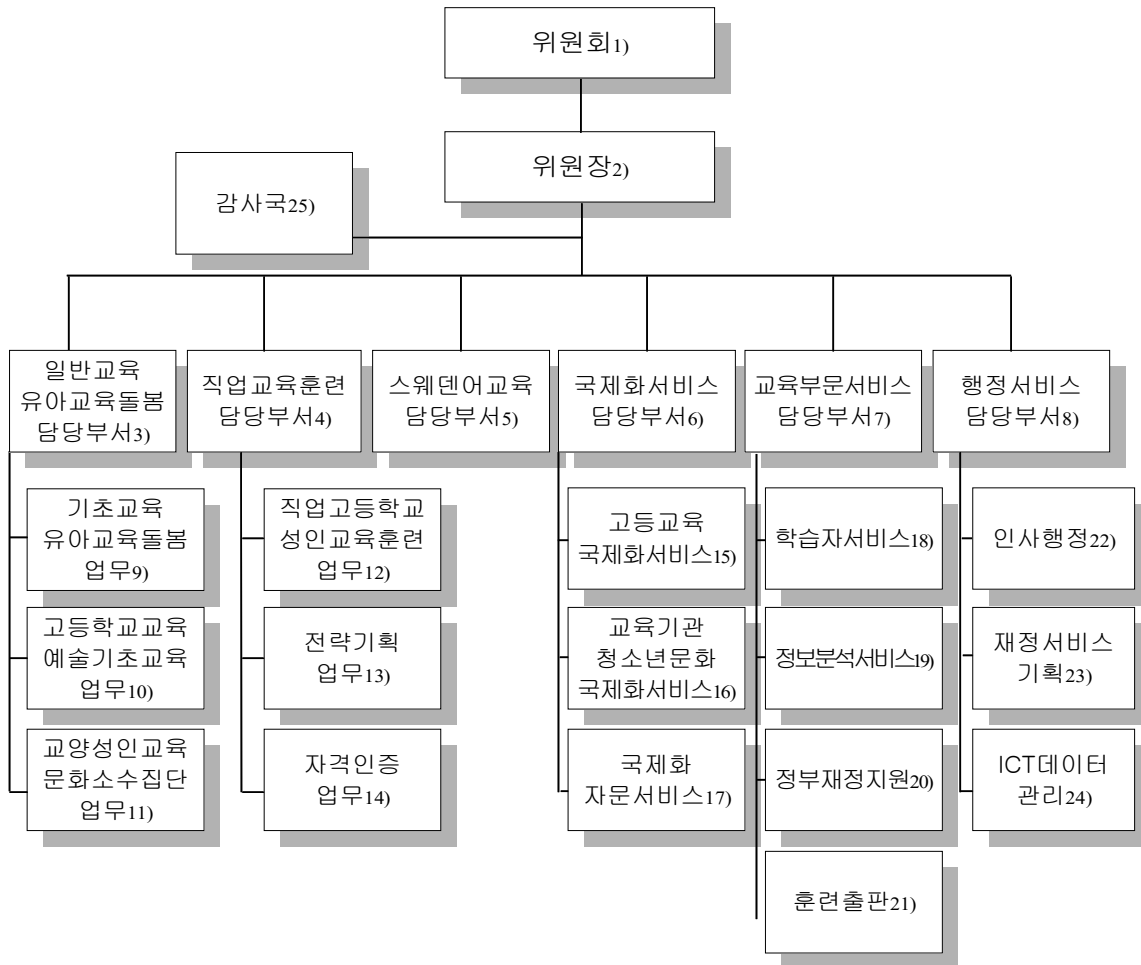 위원회1)
위원장2)
감사국25)
일반교육
유아교육돌봄
담당부서3)
직업교육훈련
담당부서4)
스웨덴어교육
담당부서5)
국제화서비스
담당부서6)
교육부문서비스
담당부서7)
행정서비스
담당부서8)
기초교육
유아교육돌봄
업무9)
고등학교교육
예술기초교육
업무10)
교양성인교육
문화소수집단
업무11)
직업고등학교
성인교육훈련
업무12)
전략기획
업무13)
자격인증
업무14)
고등교육
국제화서비스15)
교육기관
청소년문화
국제화서비스16)
국제화
자문서비스17)
학습자서비스18)
정보분석서비스19)
정부재정지원20)
훈련출판21)
인사행정22)
재정서비스
기획23)
ICT데이터
관리24)